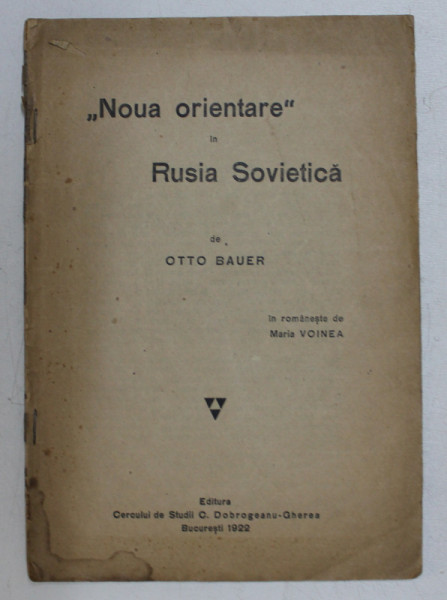 „Noua orientare“
în
Rusia Sovietică
de
OTTO BAUER
în românește de
Maria VOINEA
Editura
Cercului de Studii C. Dobrogeanu-Gherea
București 1922